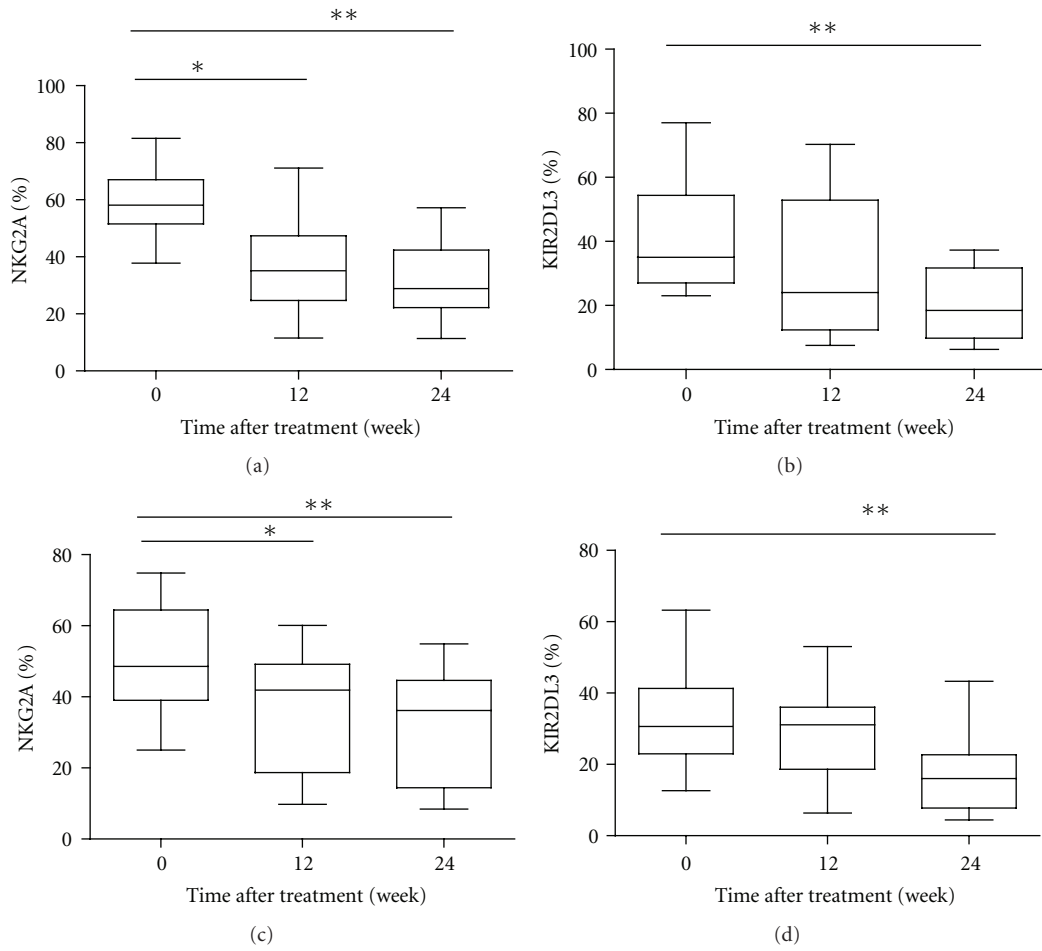 **
*
100
80
60
40
20
0
NKG2A (%)
0 12 24
Time after treatment (week)
(a)
**
100
80
60
40
20
0
KIR2DL3 (%)
0 12 24
Time after treatment (week)
(b)
**
*
80
60
40
20
0
NKG2A (%)
0 12 24
Time after treatment (week)
(c)
**
80
60
40
20
0
KIR2DL3 (%)
0 12 24
Time after treatment (week)
(d)